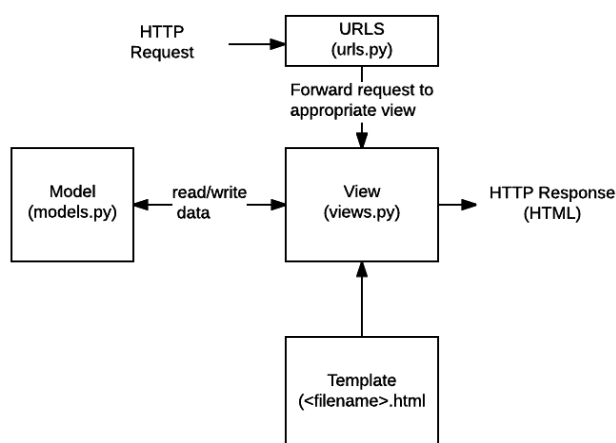 HTTP
Request
URLS
(urls.py)
Forward request to
appropriate view
Model
(models.py)
read/write
data
View
(views.py)
HTTP Response
(HTML)
Template
(<filename>.html